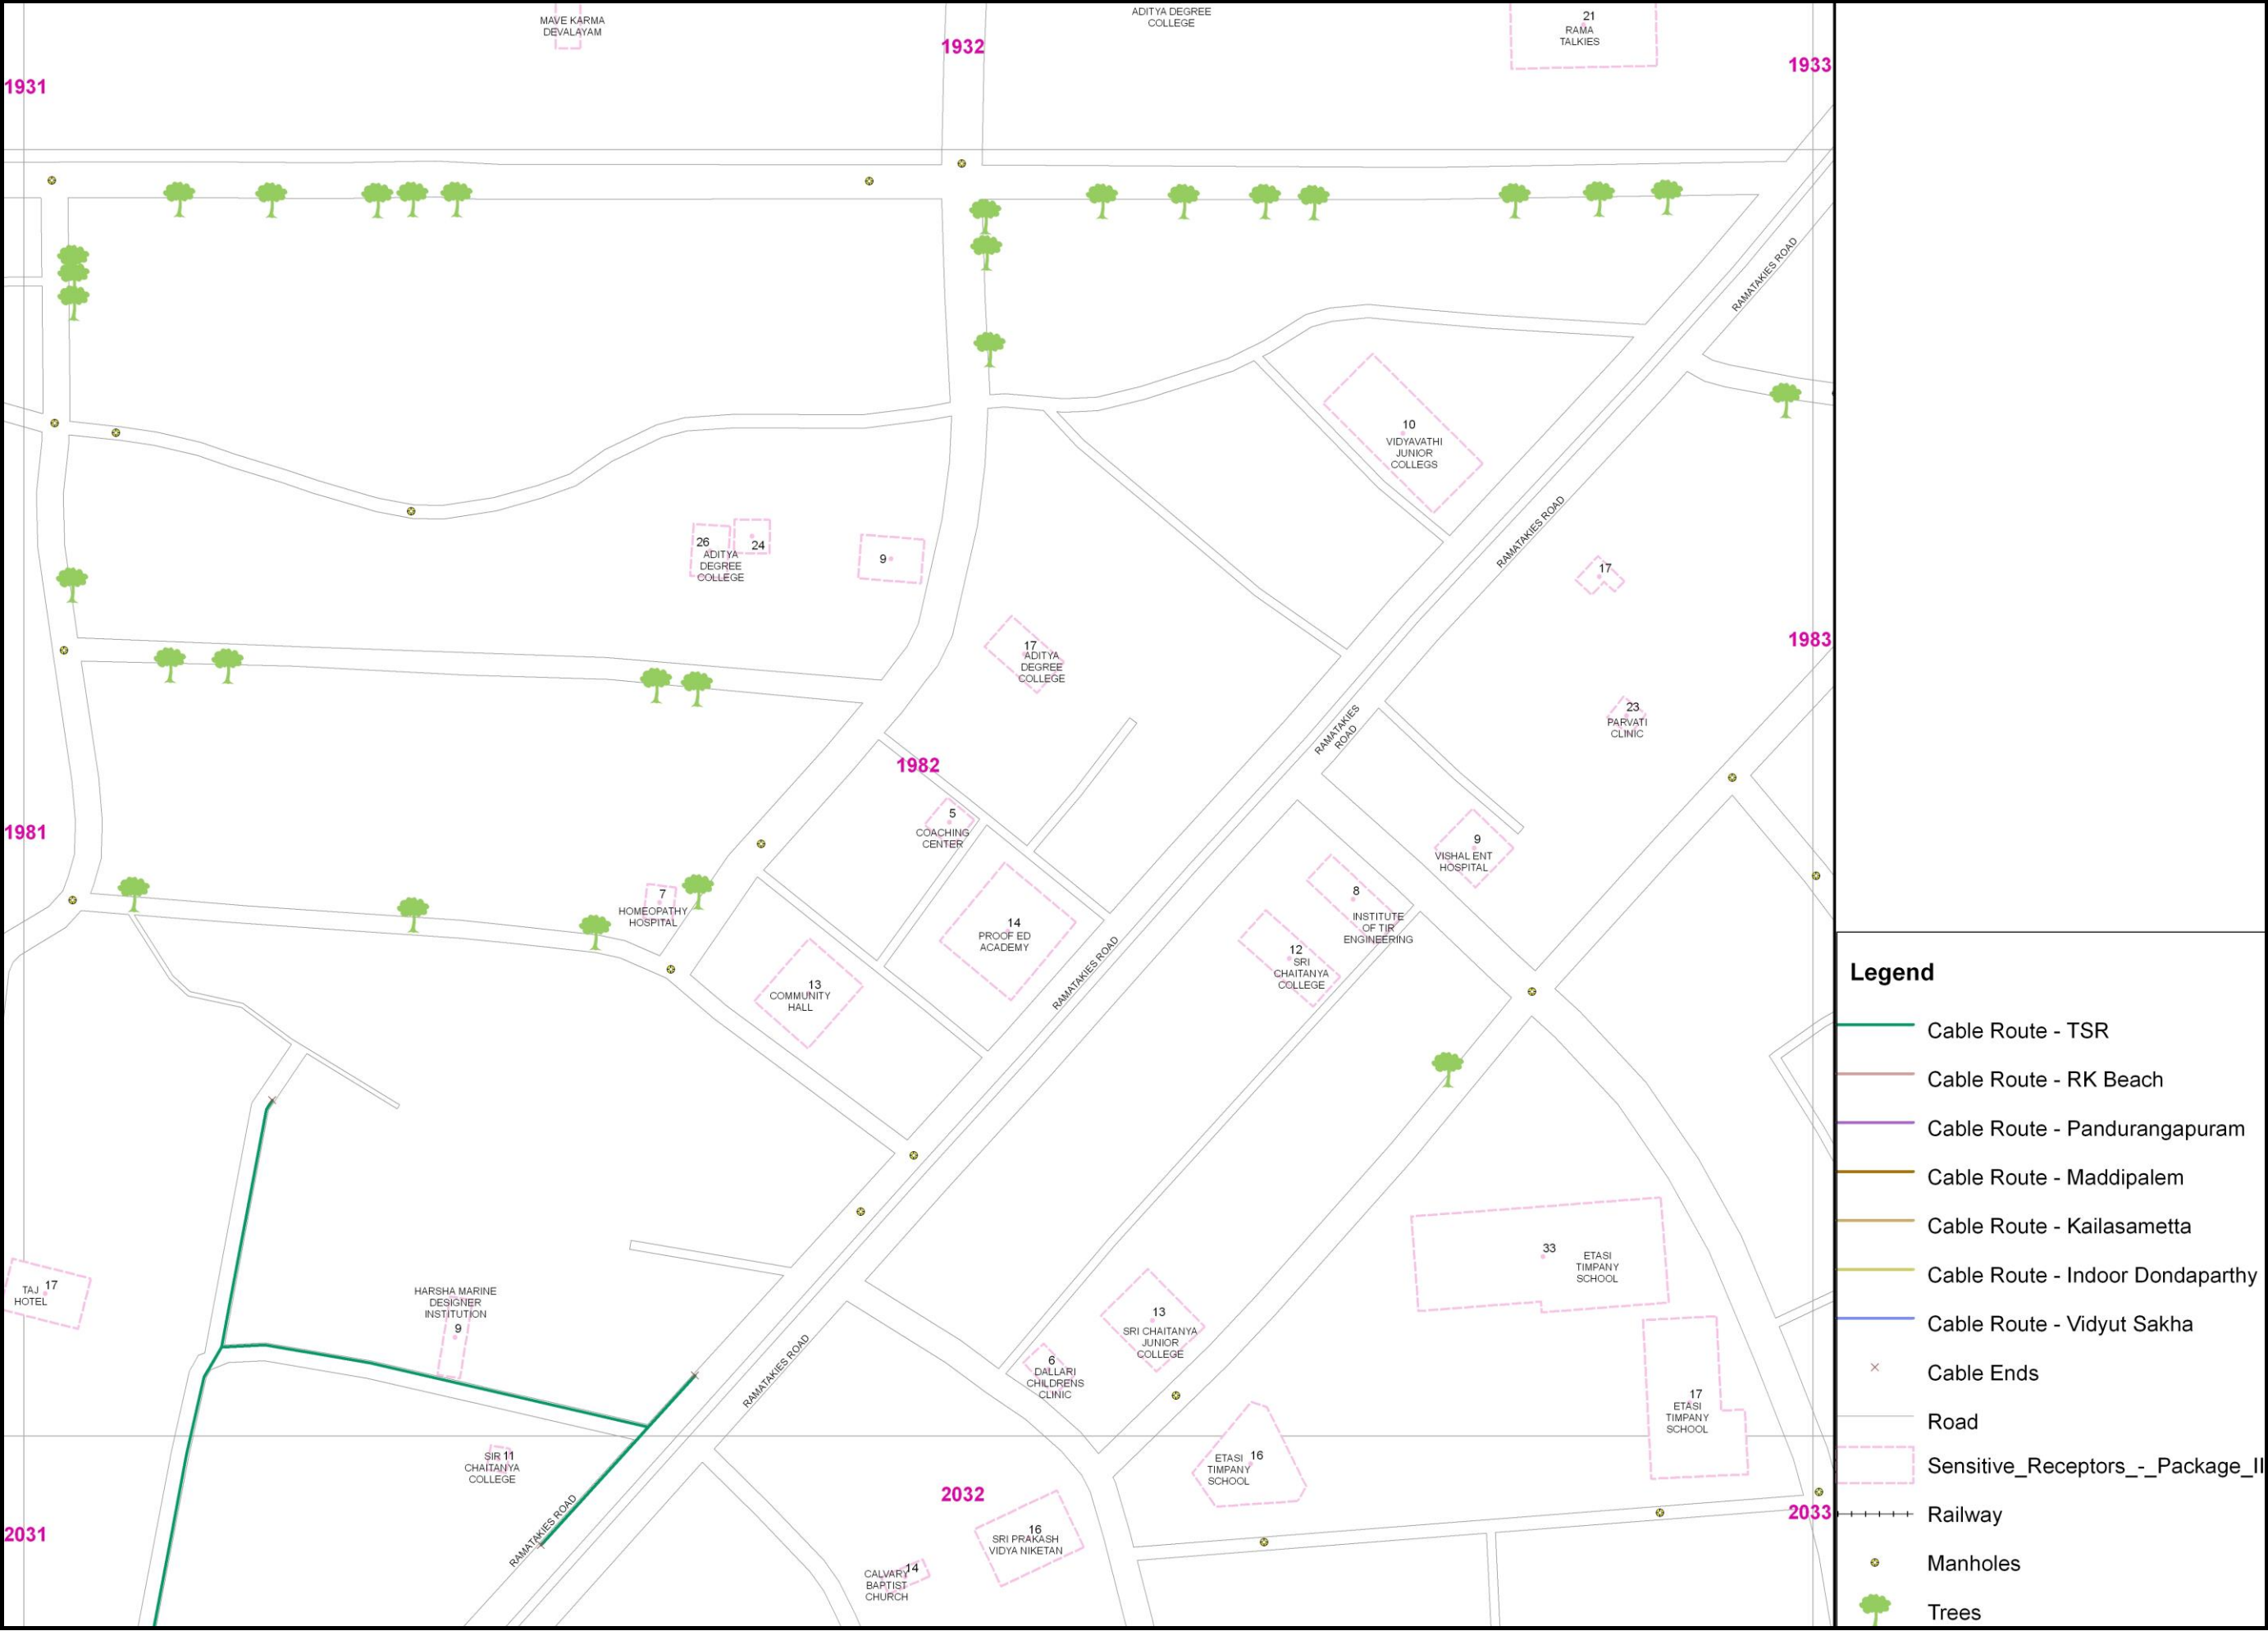 MAVE KARMA
DEVALAYAM
ADITYA DEGREE
COLLEGE
21
RAMA
TALKIES
1932
1933
1931
RAMATAKIES ROAD
10
VIDYAVATHI
JUNIOR
COLLEGS
RAMATAKIES ROAD
26
ADITYA
DEGREE
COLLEGE
24
9
17
17
ADITYA
DEGREE
COLLEGE
1983
23
PARVATI
CLINIC
RAMATAKIES
ROAD
1982
5
COACHING
CENTER
1981
9
VISHAL ENT
HOSPITAL
7
HOMEOPATHY
HOSPITAL
8
INSTITUTE
OF TIR
ENGINEERING
14
PROOF ED
ACADEMY
12
SRI
CHAITANYA
COLLEGE
13
COMMUNITY
HALL
RAMATAKIES ROAD
33
ETASI
TIMPANY
SCHOOL
17
TAJ
HOTEL
HARSHA MARINE
DESIGNER
INSTITUTION
9
13
SRI CHAITANYA
JUNIOR
COLLEGE
6
DALLARI
CHILDRENS
CLINIC
RAMATAKIES ROAD
17
ETASI
TIMPANY
SCHOOL
SIR 11
CHAITANYA
COLLEGE
ETASI 16
TIMPANY
SCHOOL
2032
2033
2031
RAMATAKIES ROAD
16
SRI PRAKASH
VIDYA NIKETAN
14
CALVARY
BAPTIST
CHURCH
Legend
Cable Route - TSR
Cable Route - RK Beach
Cable Route - Pandurangapuram
Cable Route - Maddipalem
Cable Route - Kailasametta
Cable Route - Indoor Dondaparthy
Cable Route - Vidyut Sakha
Cable Ends
Road
Sensitive_Receptors_-_Package_II
Railway
Manholes
Trees